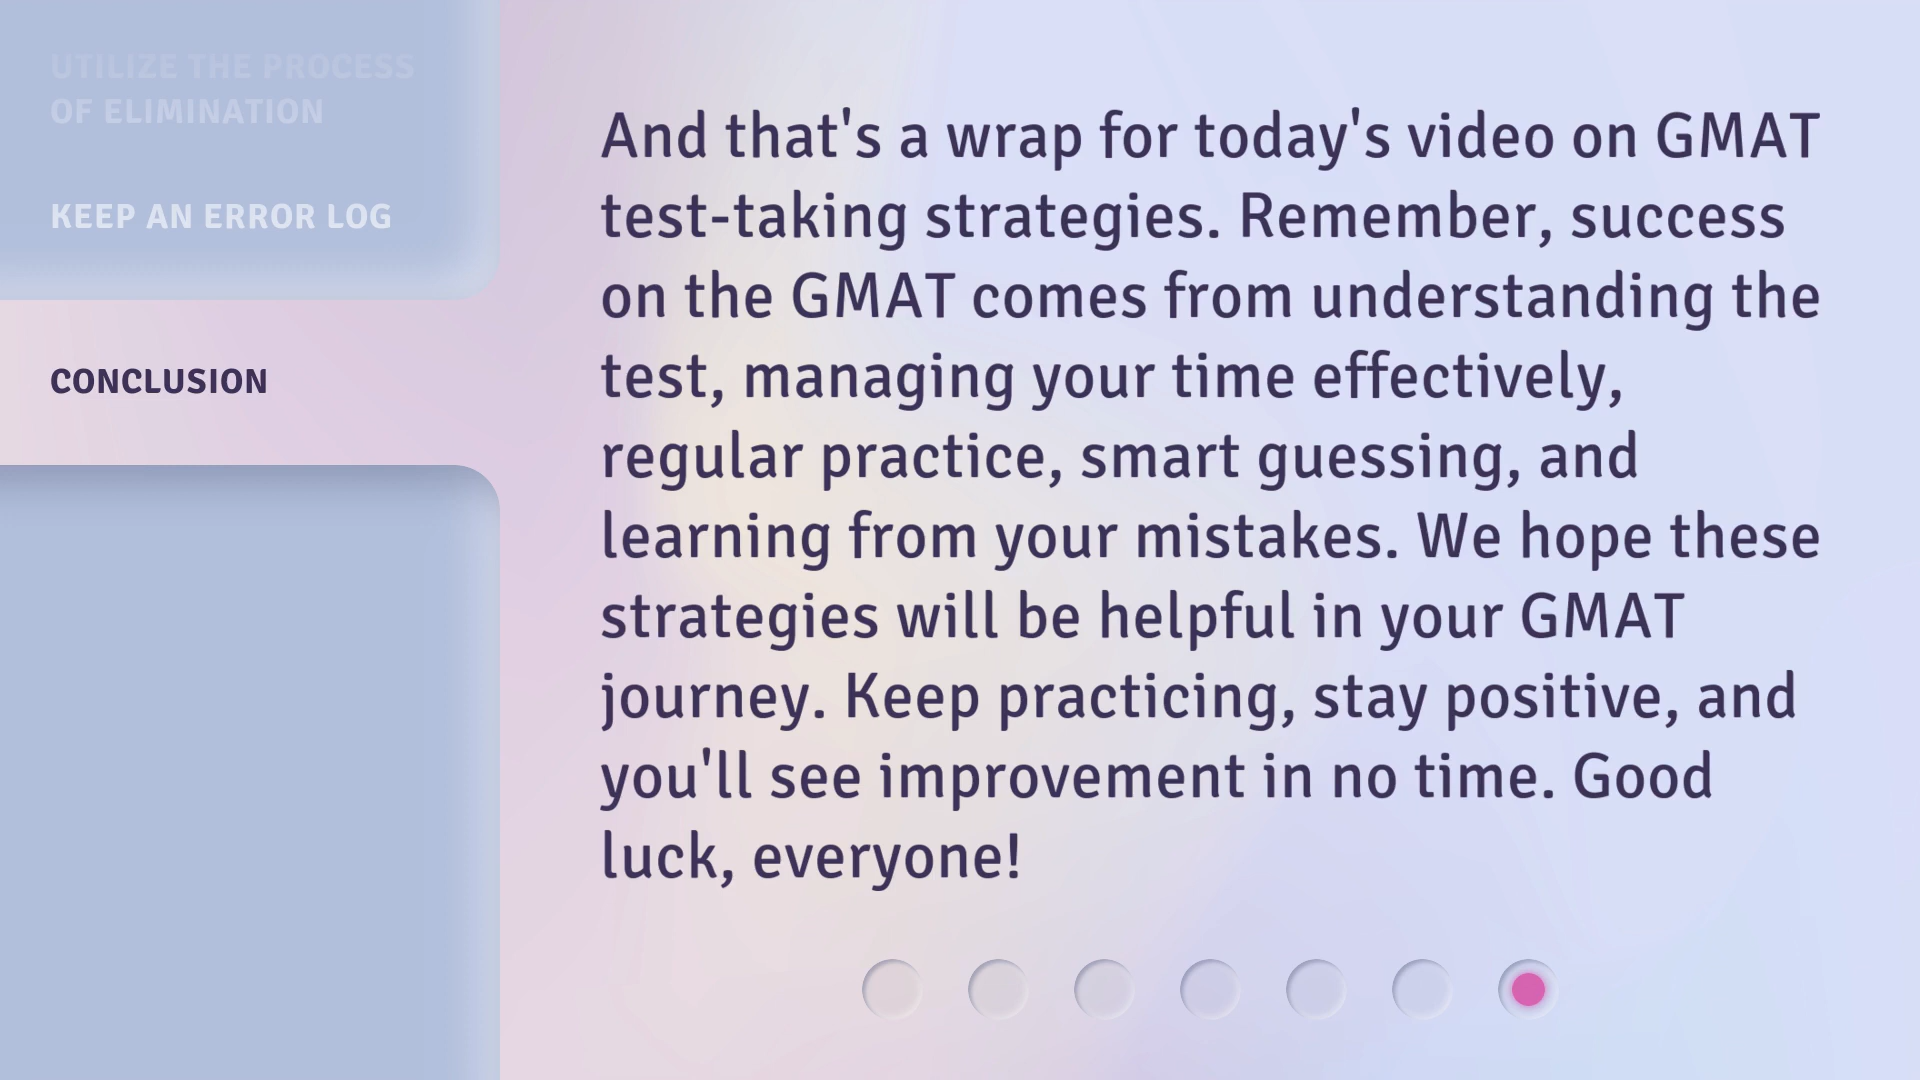 UTILIZE THE PROCESS
OF ELIMINATION
KEEP AN ERROR LOG
CONCLUSION
And that's a wrap for today's video on GMAT
test-taking strategies. Remember, success
on the GMAT comes from understanding the
test, managing your time effectively,
regular practice, smart guessing, and
learning from your mistakes. We hope these
strategies will be helpful in your GMAT
journey. Keep practicing, stay positive, and
you'll see improvement in no time. Good
luck, everyone!